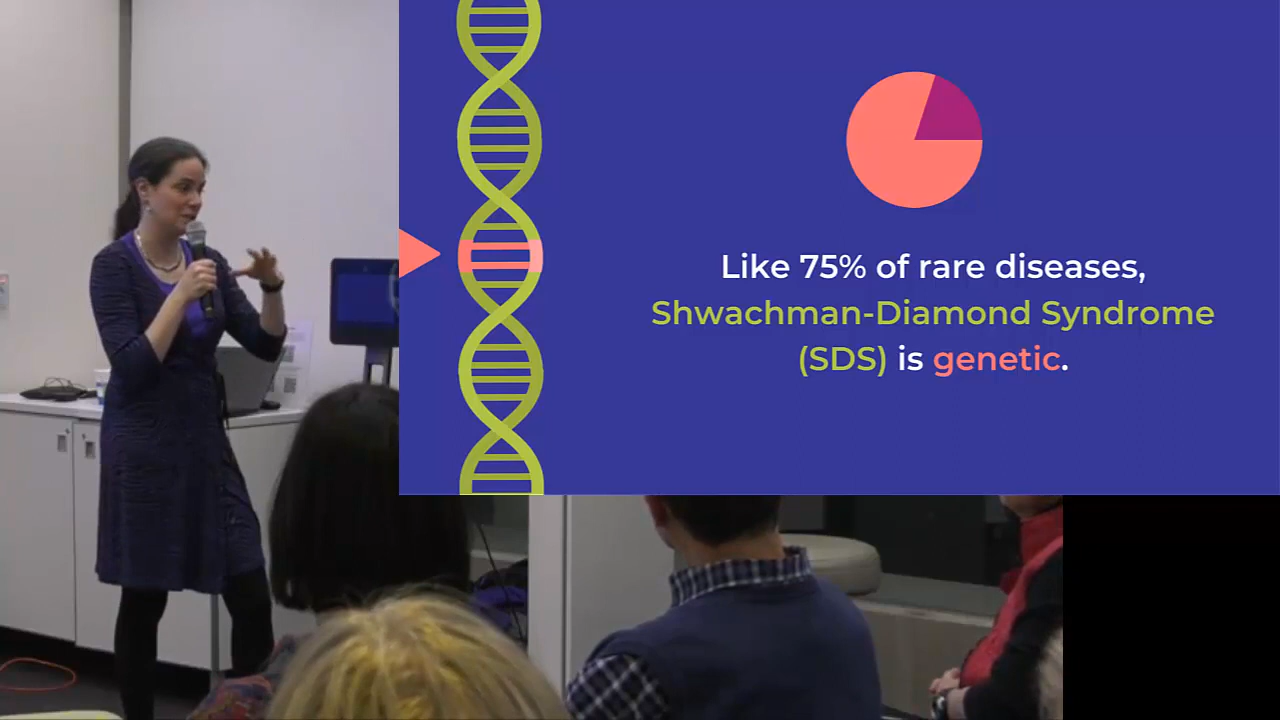 Like 75% of rare diseases,
Shwachman-Diamond Syndrome
(SDS) is genetic.